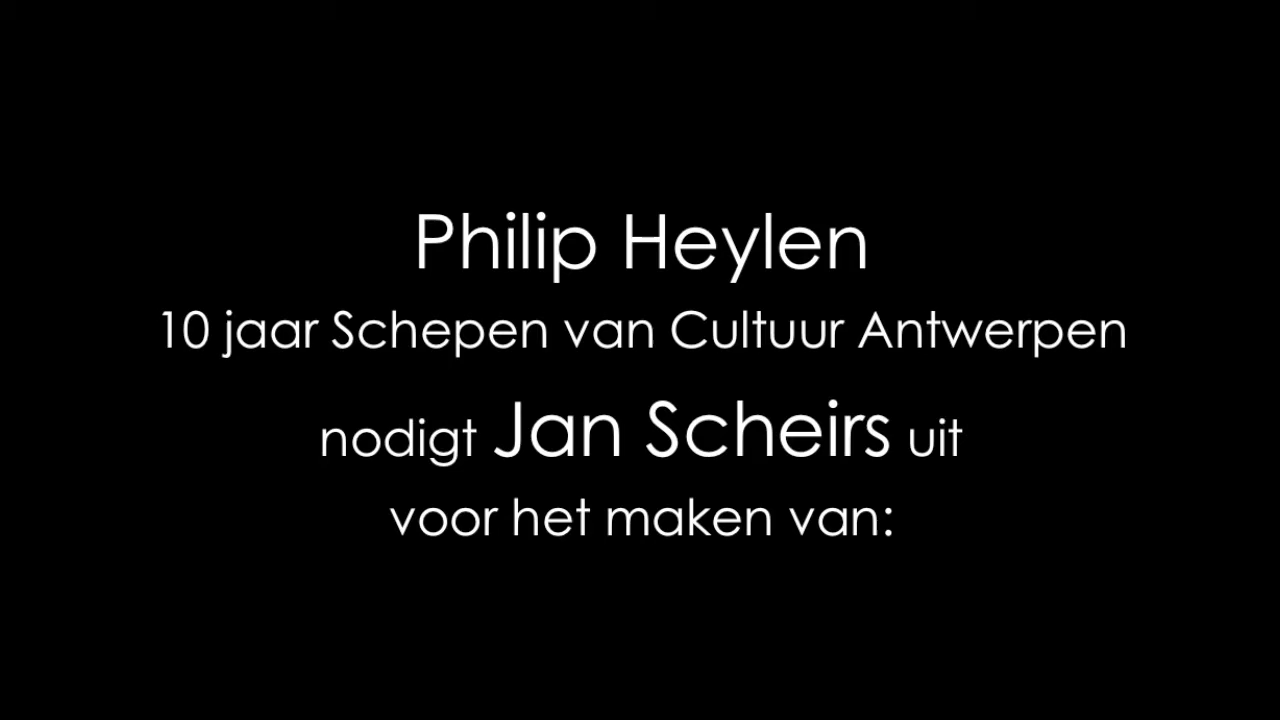 Philip Heylen
10 jaar Schepen van Cultuur Antwerpen
nodigt Jan Scheirs uit
voor het maken van: